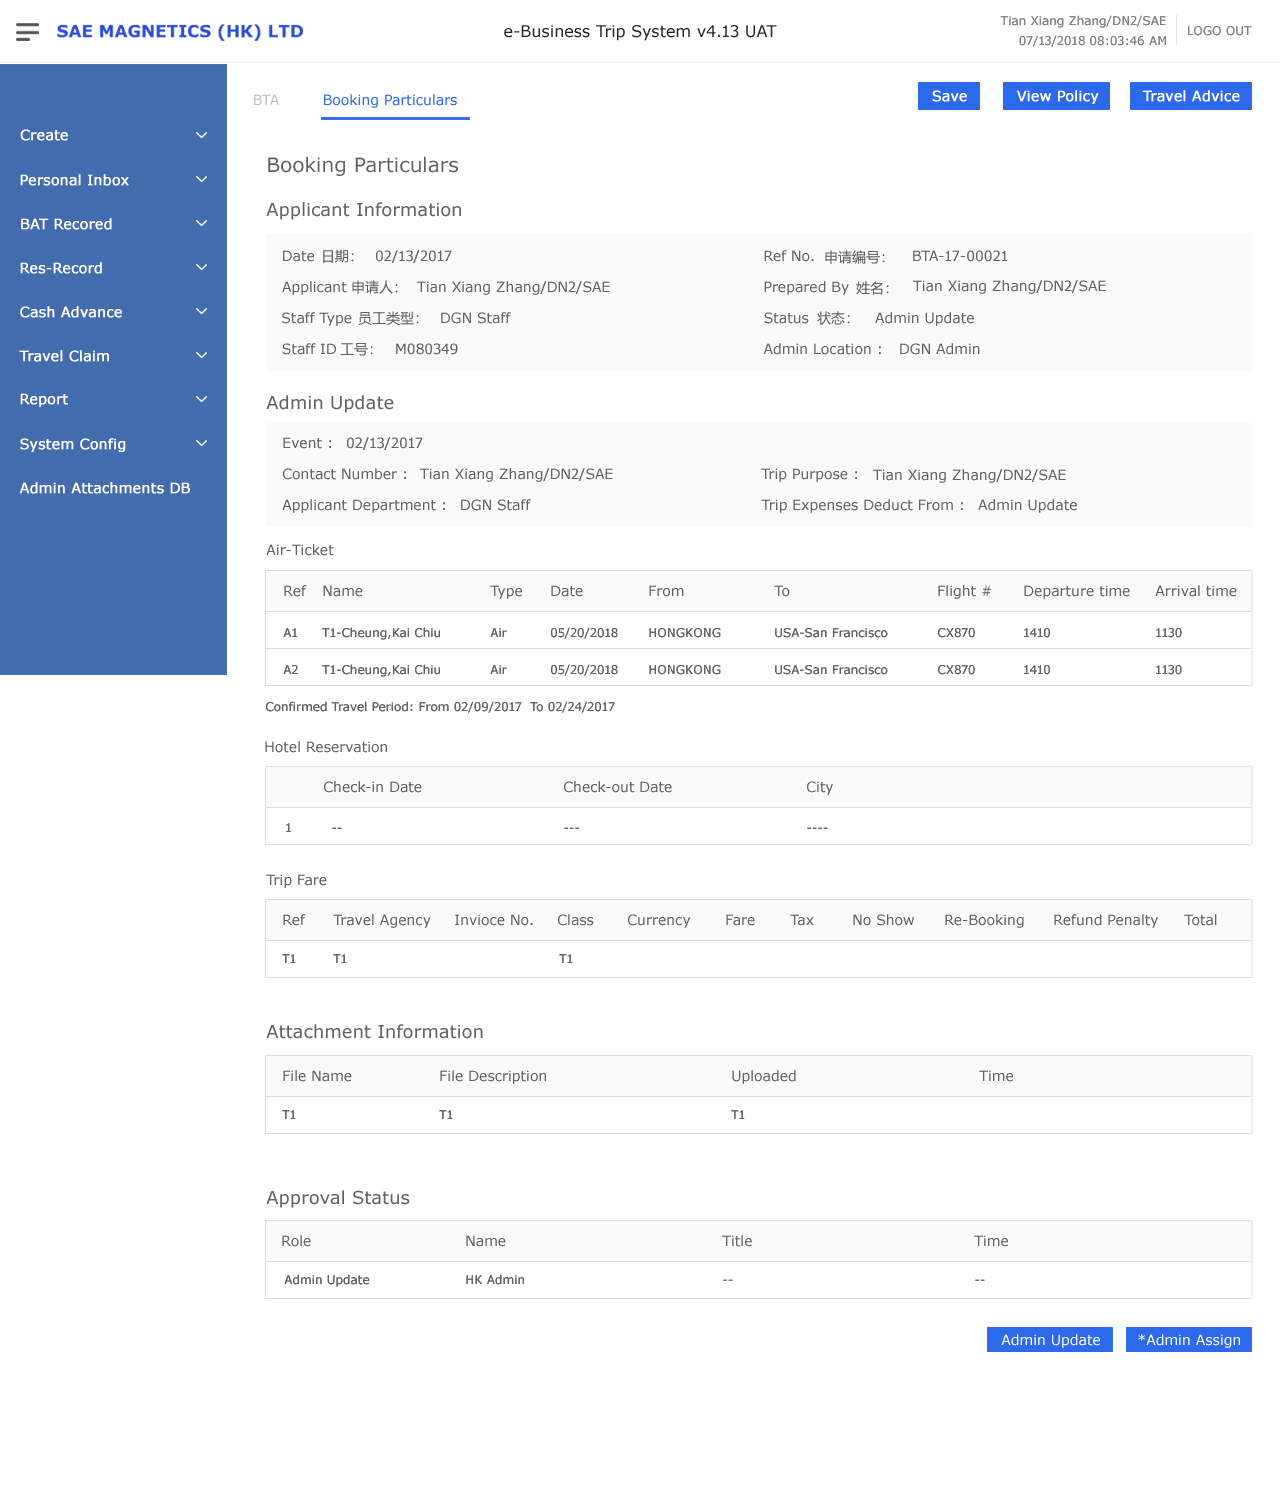 SAE MAGNETICS (HK) LTD
e-Business Trip System v4.13 UAT
Tian Xiang Zhang/DN2/SAE
07/13/2018 08:03:46 AM
LOGO OUT
Create
Personal Inbox
BAT Recored
Res-Record
Cash Advance
Travel Claim
Report
System Config
Admin Attachments DB
BTA Booking Particulars
Save View Policy Travel Advice
Booking Particulars
Applicant Information
Date 日期： 02/13/2017 Ref No. 申请编号： BTA-17-00021
Applicant 申请人： Tian Xiang Zhang/DN2/SAE Prepared By 姓名： Tian Xiang Zhang/DN2/SAE
Staff Type 员工类型： DGN Staff Status 状态： Admin Update
Staff ID 工号： M080349 Admin Location : DGN Admin
Admin Update
Event : 02/13/2017
Contact Number : Tian Xiang Zhang/DN2/SAE Trip Purpose : Tian Xiang Zhang/DN2/SAE
Applicant Department : DGN Staff Trip Expenses Deduct From : Admin Update
Air-Ticket
Ref Name Type Date From To Flight # Departure time Arrival time
A1 T1-Cheung,Kai Chiu Air 05/20/2018 HONGKONG USA-San Francisco CX870 1410 1130
A2 T1-Cheung,Kai Chiu Air 05/20/2018 HONGKONG USA-San Francisco CX870 1410 1130
Confirmed Travel Period: From 02/09/2017 To 02/24/2017
Hotel Reservation
Check-in Date Check-out Date City
1 -- --- ----
Trip Fare
Ref Travel Agency Invioce No. Class Currency Fare Tax No Show Re-Booking Refund Penalty Total
T1 T1 T1
Attachment Information
File Name File Description Uploaded Time
T1 T1 T1
Approval Status
Role Name Title Time
Admin Update HK Admin -- --
Admin Update *Admin Assign